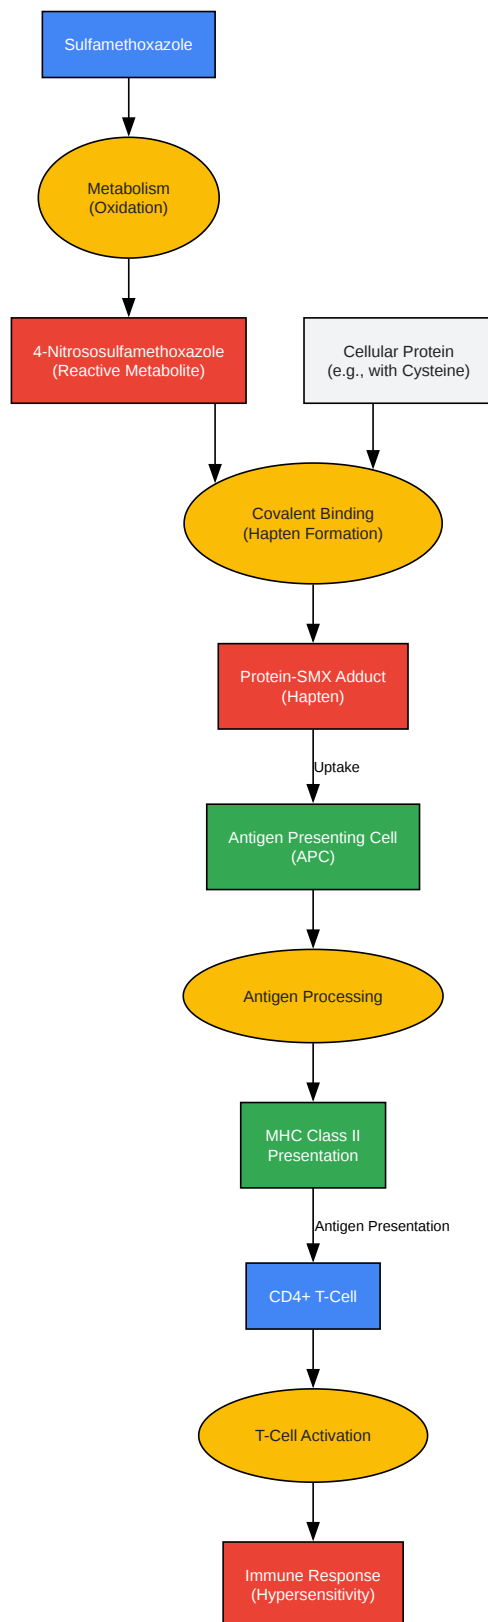 Sulfamethoxazole
Metabolism
(Oxidation)
4-Nitrososulfamethoxazole
(Reactive Metabolite)
Cellular Protein
(e.g., with Cysteine)
Covalent Binding
(Hapten Formation)
Protein-SMX Adduct
(Hapten)
Uptake
Antigen Presenting Cell
(APC)
Antigen Processing
MHC Class II
Presentation
Antigen Presentation
CD4+ T-Cell
T-Cell Activation
Immune Response
(Hypersensitivity)